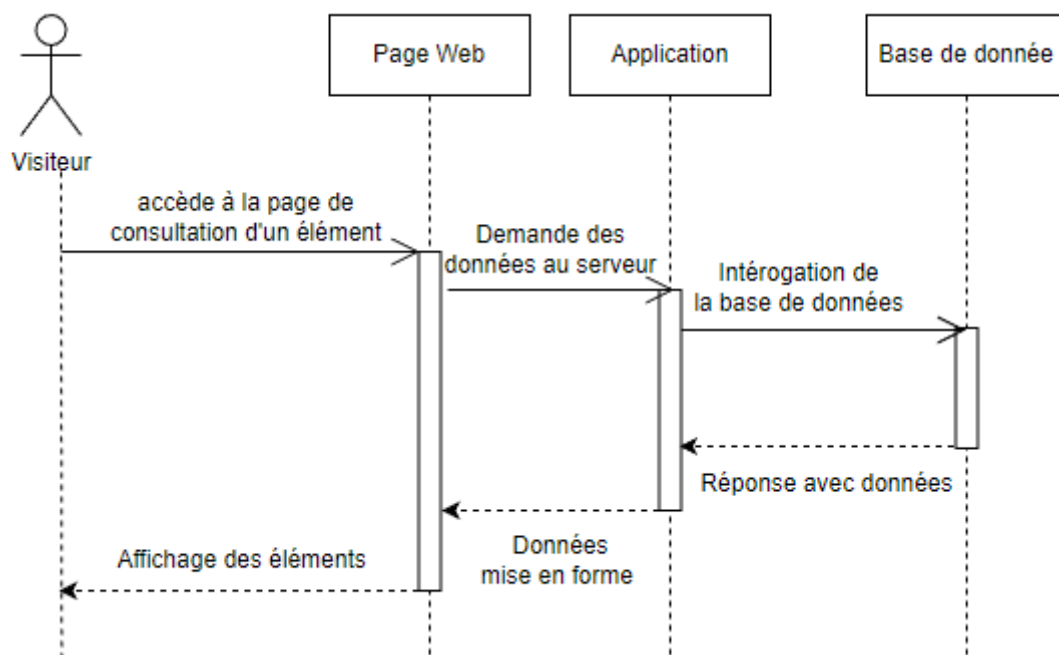 Page Web
Application
Base de donnée
Visiteur
accède à la page de
consultation d'un élément
Demande des
données au serveur
Intérogation de
la base de données
Réponse avec données
Données
mise en forme
Affichage des éléments